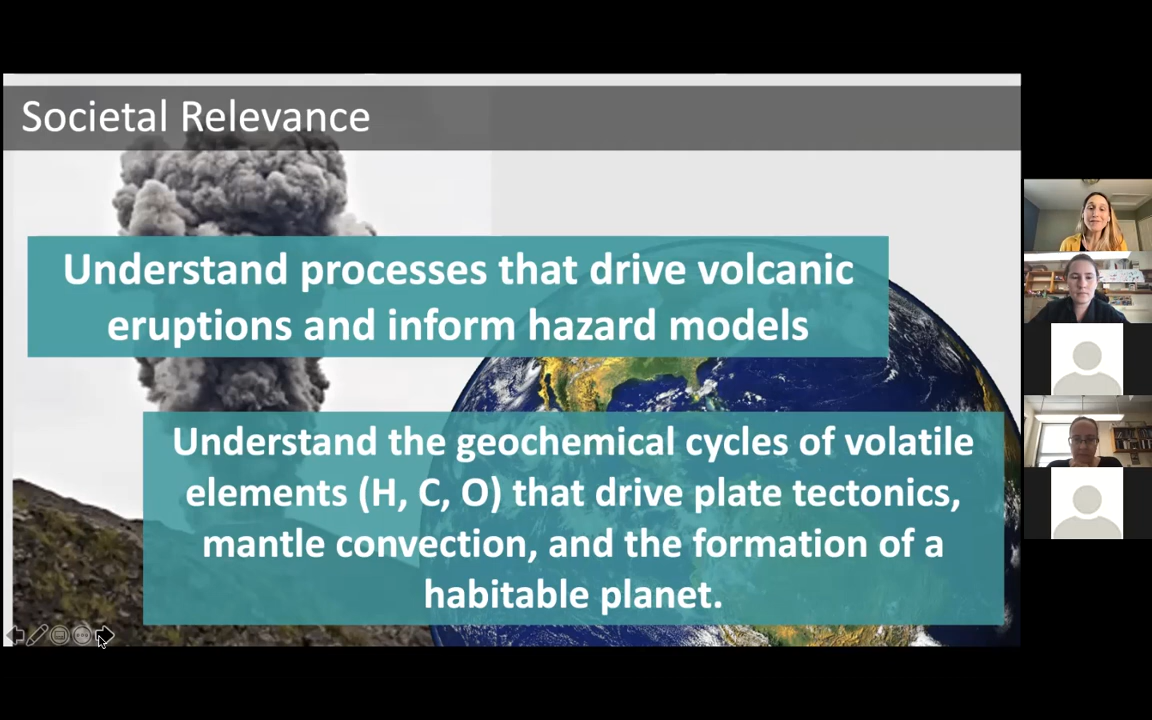 Societal Relevance
Understand processes that drive volcanic
eruptions and inform hazard models
Understand the geochemical cycles of volatile
elements (H, C, O) that drive plate tectonics,
mantle convection, and the formation of a
habitable planet.